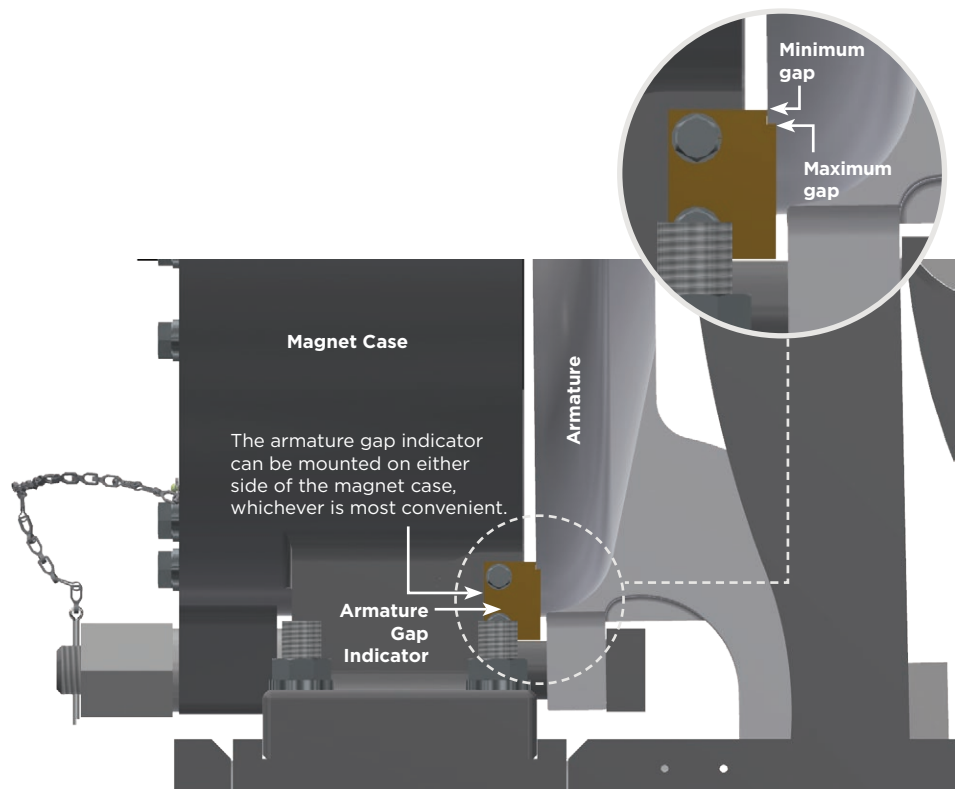 Minimum
gap
Maximum
gap
Magnet Case
Armature
The armature gap indicator
can be mounted on either
side of the magnet case,
whichever is most convenient.
Armature
Gap
Indicator